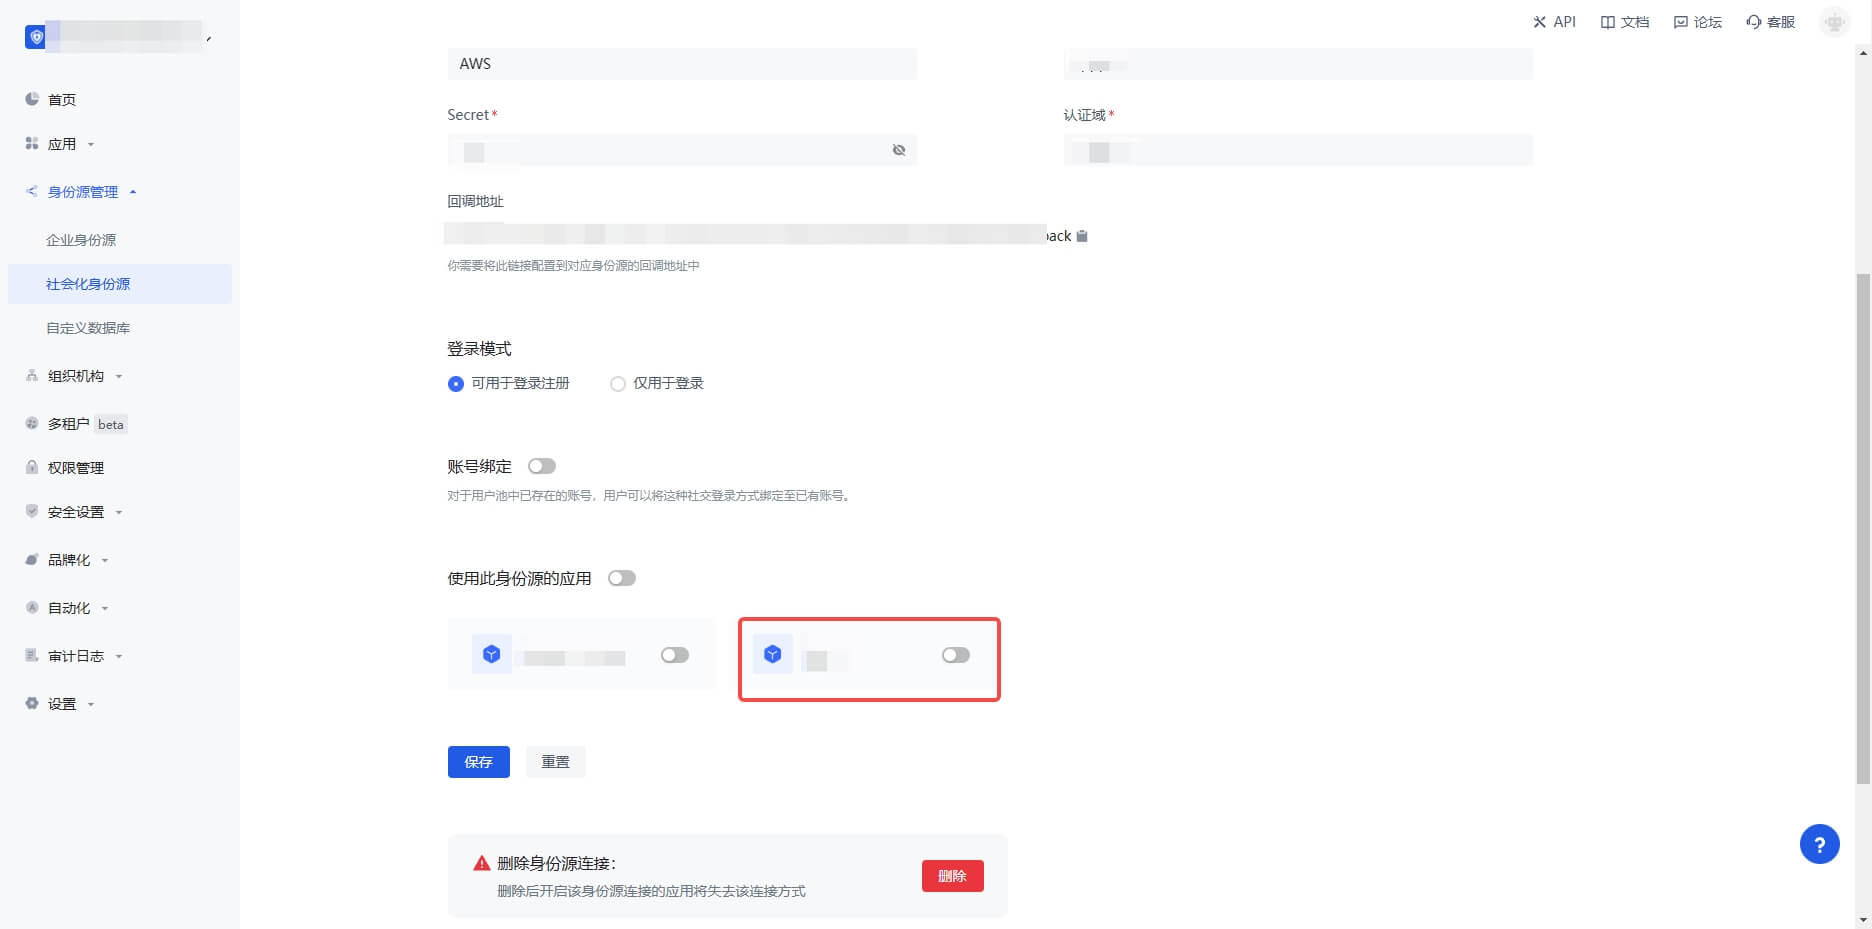 API
文档
论坛
客服
首页
应用
身份源管理
企业身份源
社会化身份源
自定义数据库
组织机构
多租户 beta
权限管理
安全设置
品牌化
自动化
审计日志
设置
AWS
Secret*
认证域*
回调地址
back
你需要将此链接配置到对应身份源的回调地址中
登录模式
可用于登录注册
仅用于登录
账号绑定
对于用户池中已存在的账号，用户可以将这种社交登录方式绑定至已有账号。
使用此身份源的应用
保存
重置
删除身份源连接：
删除后开启该身份源连接的应用将失去该连接方式
删除
?